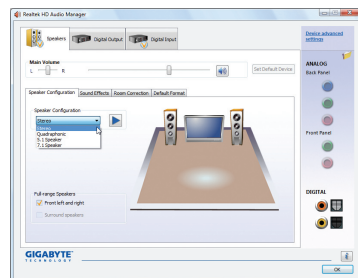 Realtek HD Audio Manager
Speakers
Digital Output
Digital Input
Device advanced settings
Main Volume
L
R
Set Default Device
ANALOG
Back Panel
Speaker Configuration
Sound Effects
Room Correction
Default Format
Speaker Configuration
Stereo
Stereo
Quadraphonic
5.1 Speaker
7.1 Speaker
Front Panel
Full-range Speakers
Front left and right
Surround speakers
DIGITAL
GIGABYTE
TECHNOLOGY
i
OK